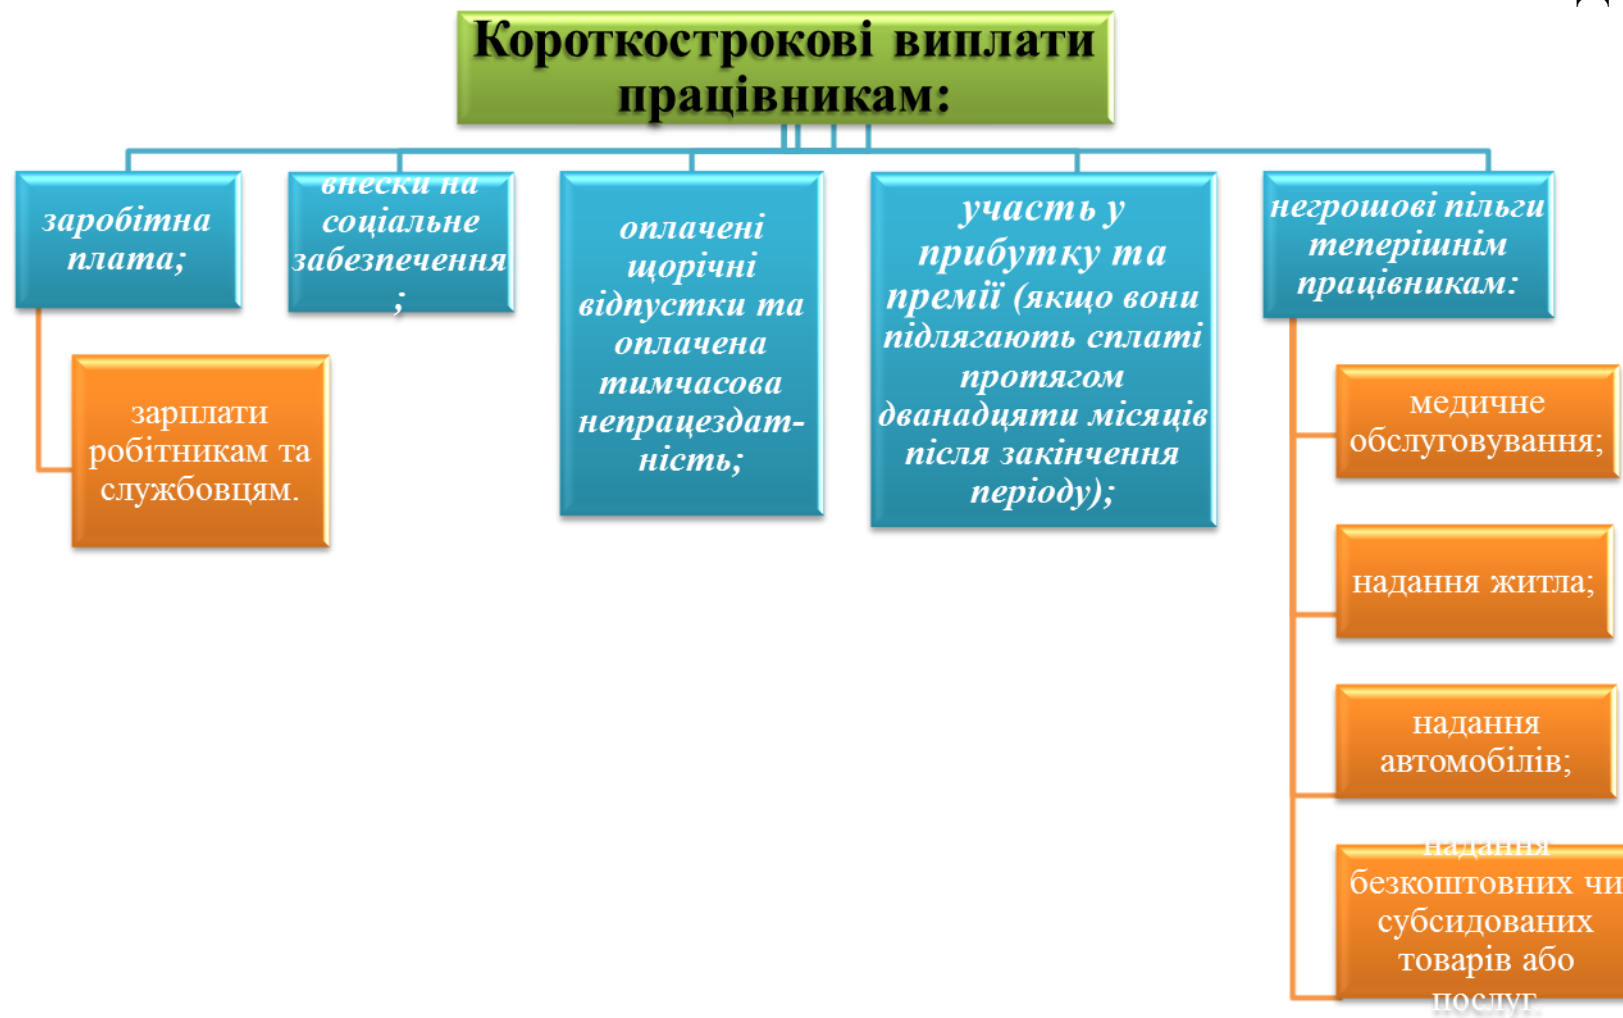 Короткострокові виплати
працівникам:
заробітна
плата;
зарплати
робітникам та
службовцям.
внески на
соціальне
забезпечення
;
оплачені
щорічні
відпустки та
оплачена
тимчасова
непрацездат-
ність;
участь у
прибутку та
премії (якщо вони
підлягають сплаті
протягом
дванадцяти місяців
після закінчення
періоду);
негрошові пільги
теперішнім
працівникам:
медичне
обслуговування;
надання житла;
надання
автомобілів;
надання
безкоштовних чи
субсидованих
товарів або
послуг.